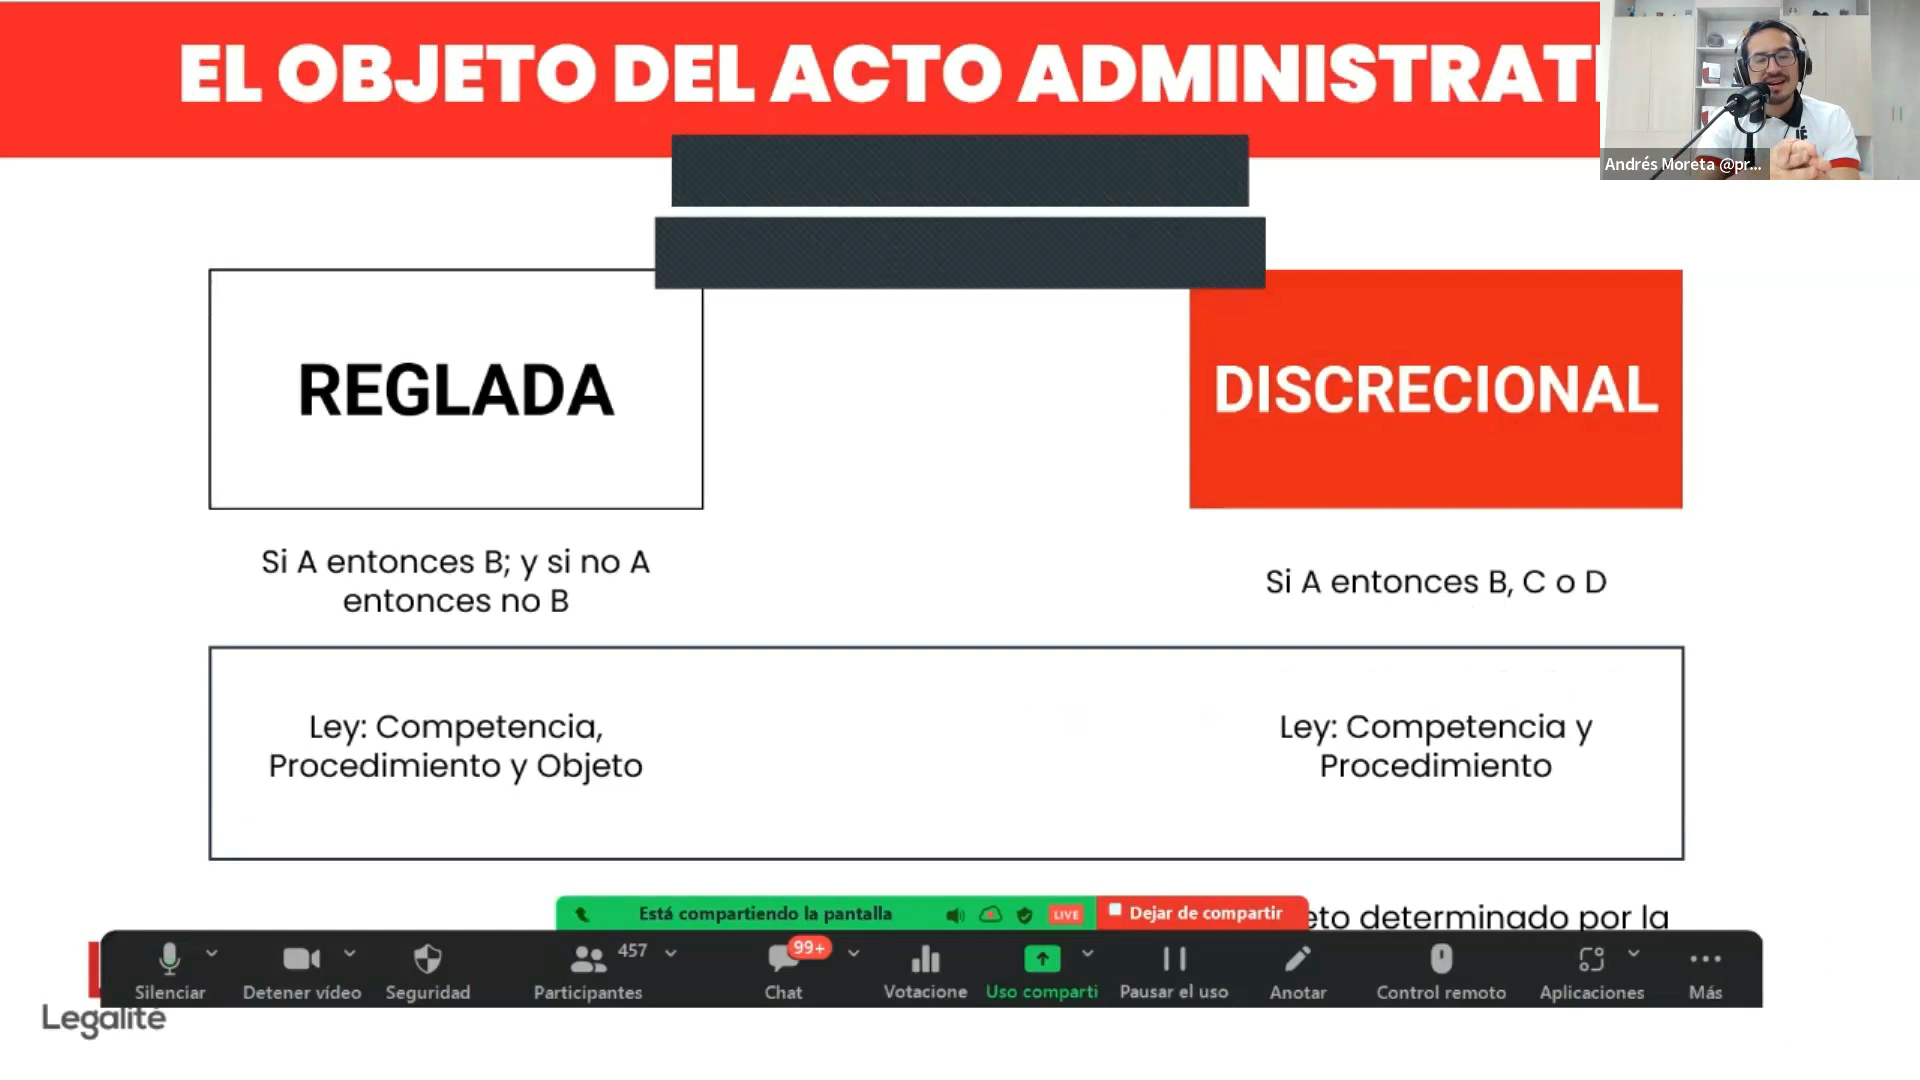 EL OBJETO DEL ACTO ADMINISTRATI
Andrés Moreta @pr...
REGLADA
DISCRECIONAL
Si A entonces B; y si no A
entonces no B
Si A entonces B, C o D
Ley: Competencia,
Procedimiento y Objeto
Ley: Competencia y
Procedimiento
Está compartiendo la pantalla
LIVE
Dejar de compartir
eto determinado por la
Silenciar
Detener vídeo
Seguridad
Participantes
457
Chat
99+
Votacione
Uso comparti
Pausar el uso
Anotar
Control remoto
Aplicaciones
Más
Legalité